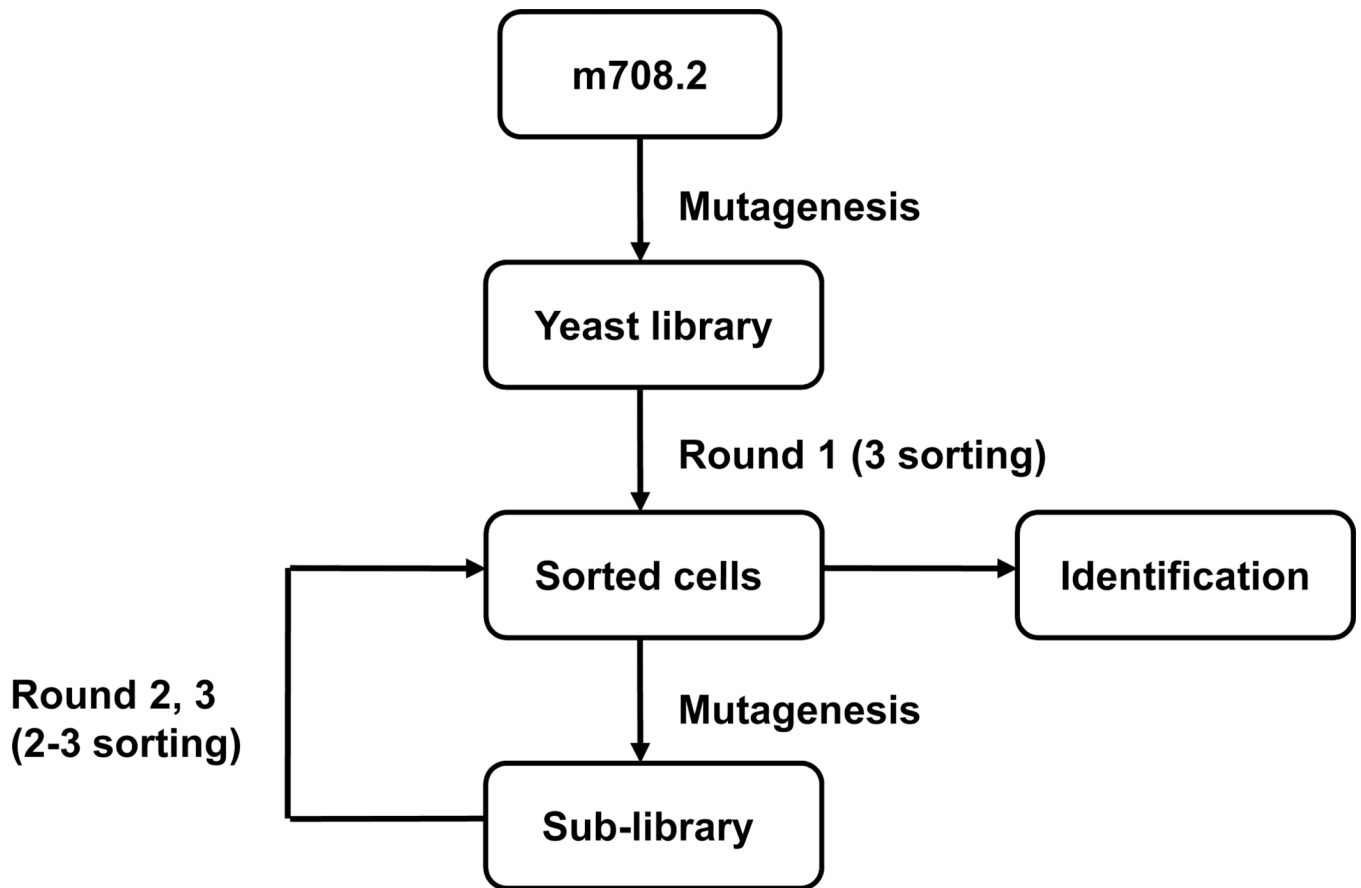 m708.2
Mutagenesis
Yeast library
Round 1 (3 sorting)
Sorted cells
Identification
Round 2, 3
(2-3 sorting)
Mutagenesis
Sub-library